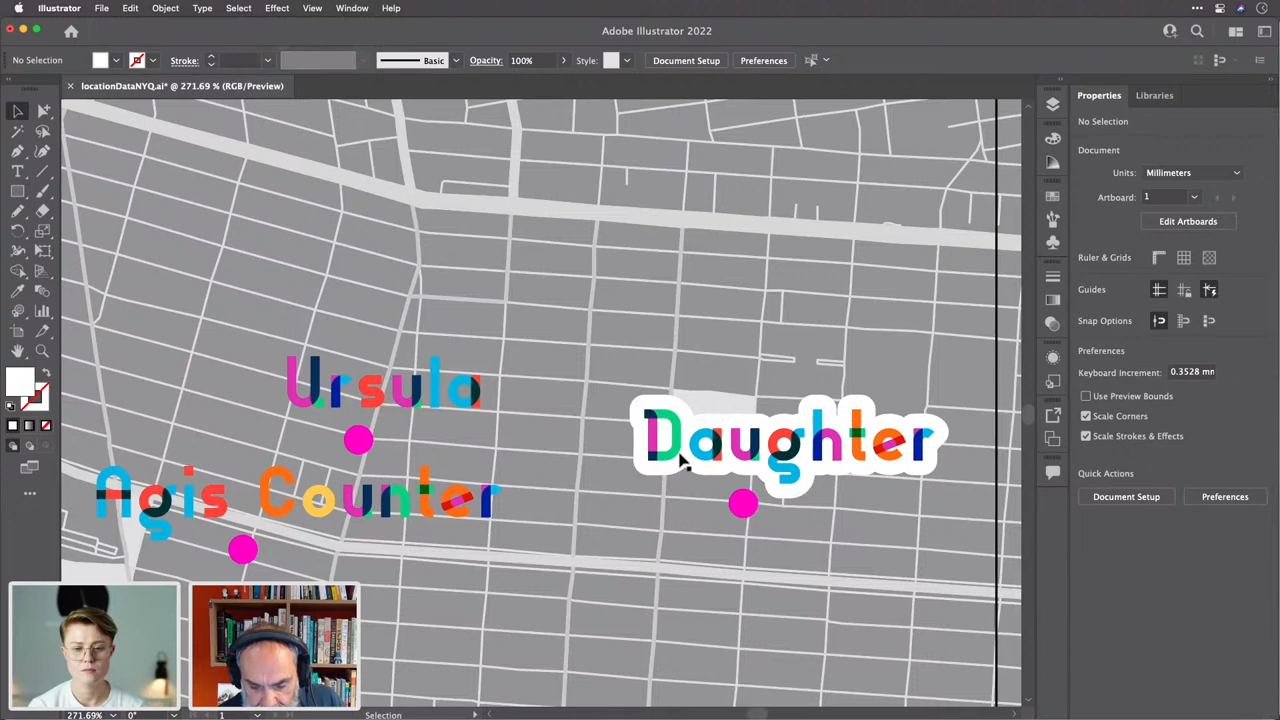 Illustrator File Edit Object Type Select Effect View Window Help
Adobe Illustrator 2022
No Selection Stroke: Basic Opacity: 100% Style: Document Setup Preferences
locationDataNYQ.ai* @ 271.69 % (RGB/Preview)
Properties Libraries
No Selection
Document
Units: Millimeters
Artboard: 1
Edit Artboards
Ruler & Grids
Guides
Snap Options
Preferences
Keyboard Increment: 0.3528 mm
Use Preview Bounds
Scale Corners
Scale Strokes & Effects
Quick Actions
Document Setup Preferences
Ursula
Daughter
Agis Counter
271.69% 0° 1 Selection